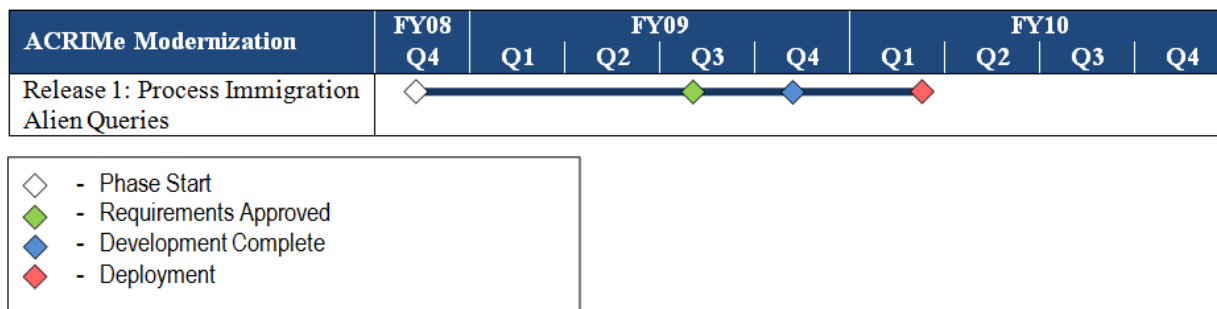 ACRIMe Modernization FY08 FY09 FY10
Q4 Q1 Q2 Q3 Q4 Q1 Q2 Q3 Q4
Release 1: Process Immigration
Alien Queries
- Phase Start
- Requirements Approved
- Development Complete
- Deployment